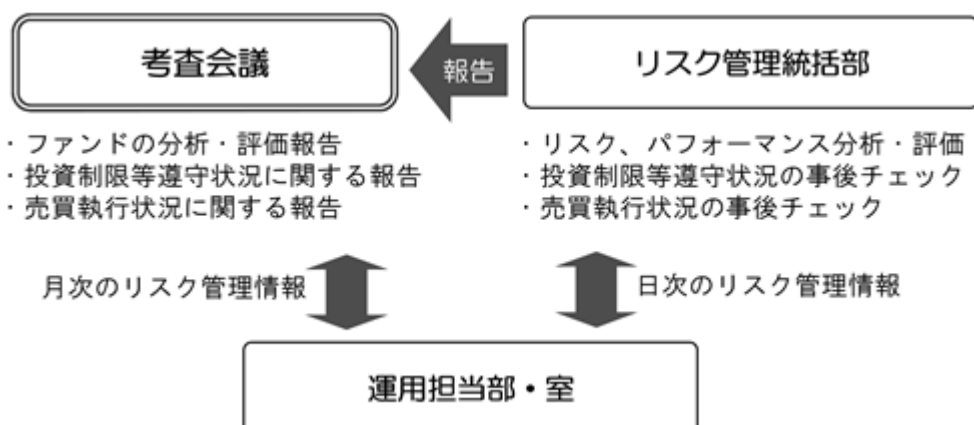 考査会議
報告
リスク管理統括部
・ファンドの分析・評価報告
・投資制限等遵守状況に関する報告
・売買執行状況に関する報告
・リスク、パフォーマンス分析・評価
・投資制限等遵守状況の事後チェック
・売買執行状況の事後チェック
月次のリスク管理情報
日次のリスク管理情報
運用担当部・室